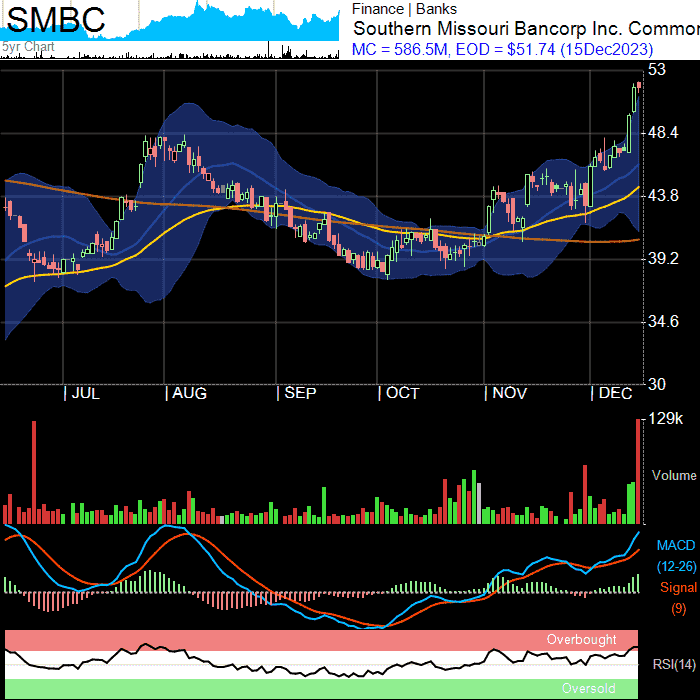 SMBC
5yr Chart
Finance | Banks
Southern Missouri Bancorp Inc. Common
MC = 586.5M, EOD = $51.74 (15Dec2023)
53
48.4
43.8
39.2
34.6
30
| JUL | AUG | SEP | OCT | NOV | DEC
129k
Volume
MACD
(12-26)
Signal
(9)
Overbought
RSI(14)
Oversold